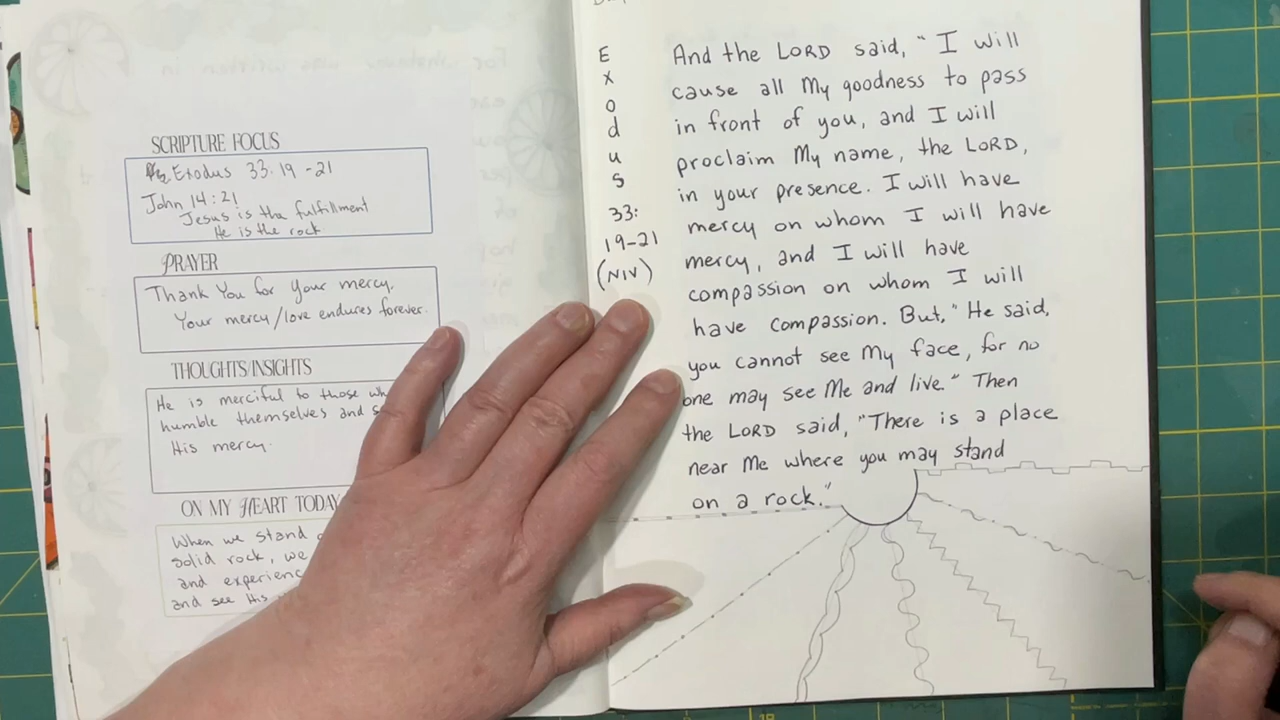 SCRIPTURE FOCUS
Exodus 33:19-21
John 14:21
Jesus is the fulfillment
He is the rock
PRAYER
Thank You for your mercy.
Your mercy/love endures forever.
THOUGHTS/INSIGHTS
He is merciful to those
humble themselves and
His mercy.
ON MY HEART TODAY
When we stand
solid rock, we
and
and see His
E
x
o
d
u
s
33:
19-21
(NIV)
And the LORD said, "I will
cause all My goodness to pass
in front of you, and I will
proclaim My name, the LORD,
in your presence. I will have
mercy on whom I will have
mercy, and I will have
compassion on whom I will
have compassion. But," He said,
you cannot see My face, for no
one may see Me and live." Then
the LORD said, "There is a place
near Me where you may stand
on a rock."